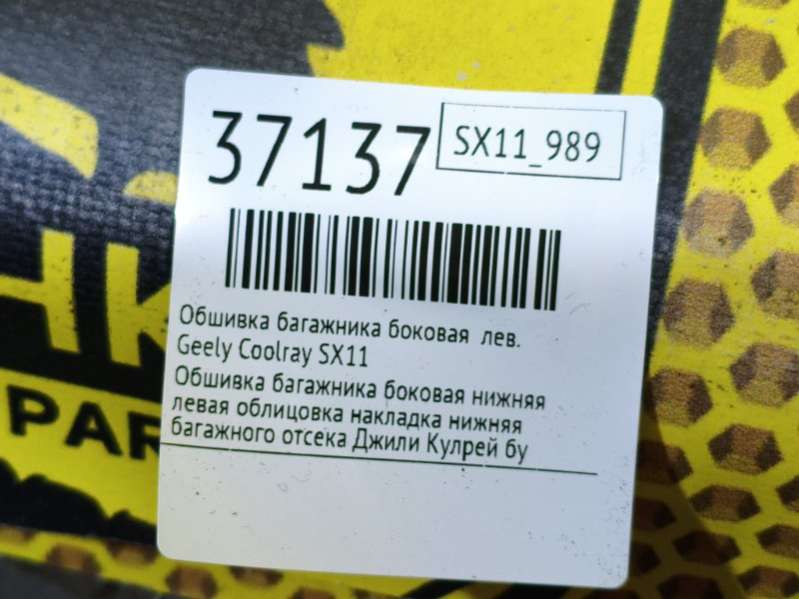 37137
SX11_989
Обшивка багажника боковая лев.
Geely Coolray SX11
Обшивка багажника боковая нижняя
левая облицовка накладка нижняя
багажного отсека Джили Кулрей бу